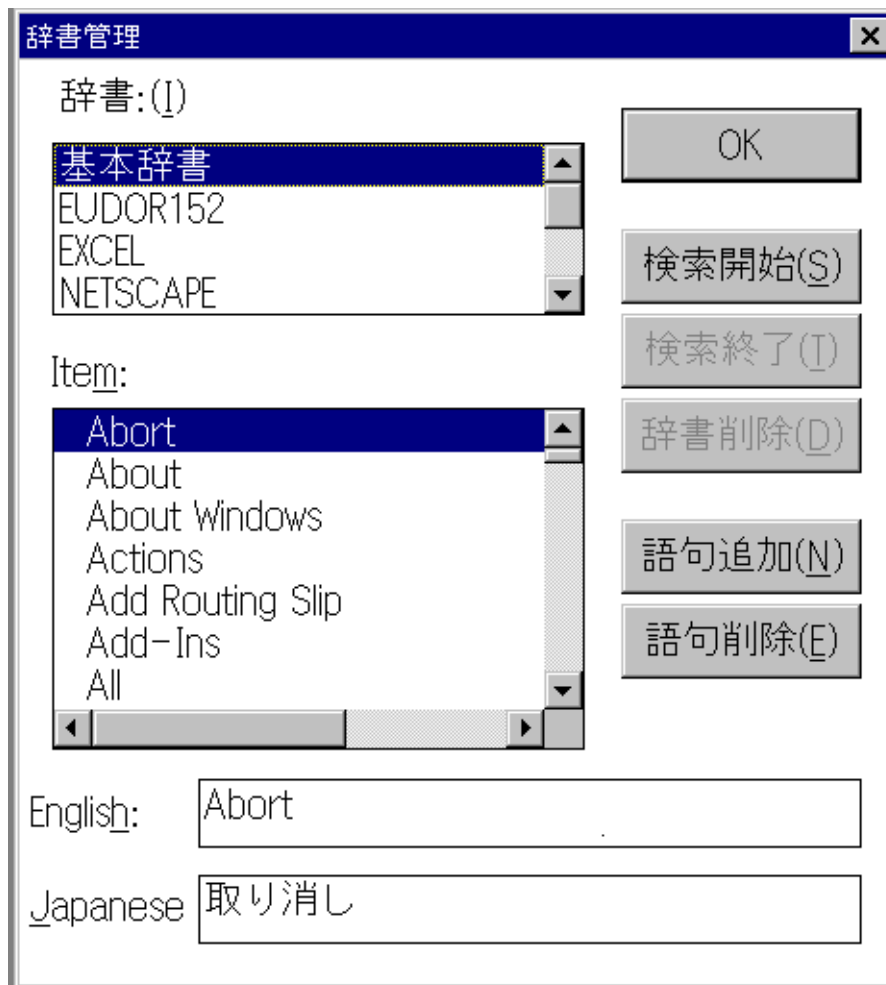 辞書管理
辞書:(I)
基本辞書
EUDOR152
EXCEL
NETSCAPE
OK
検索開始(S)
検索終了(T)
辞書削除(D)
語句追加(N)
語句削除(E)
Item:
Abort
About
About Windows
Actions
Add Routing Slip
Add-Ins
All
English:
Abort
Japanese
取り消し